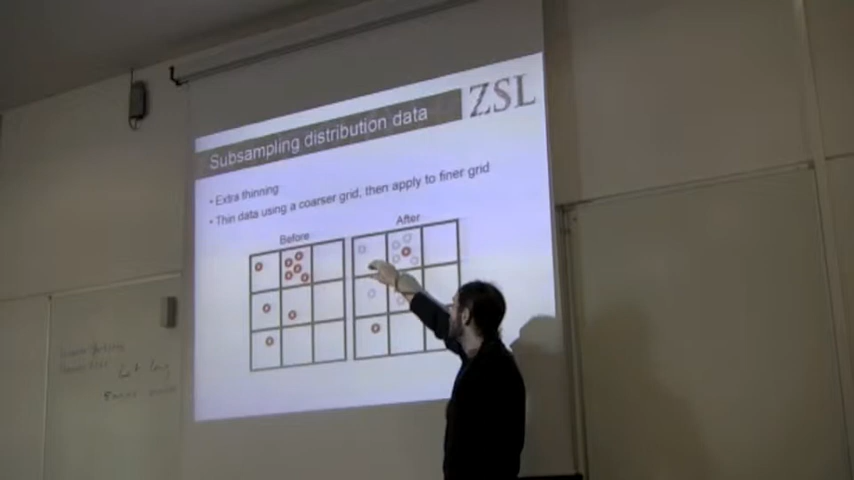 ZSL
Subsampling distribution data
• Extra thinning
• Thin data using a coarser grid, then apply to finer grid
Before
After